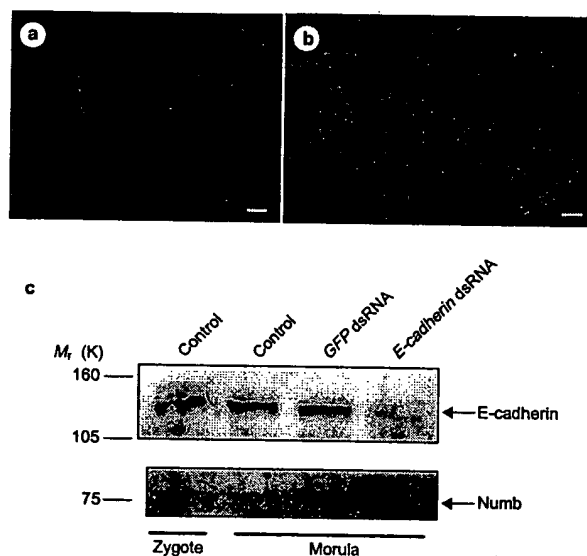 a
b
c
Control
Control
GFP dsRNA
E-cadherin dsRNA
Mr (K)
160
105
E-cadherin
75
Numb
Zygote
Morula